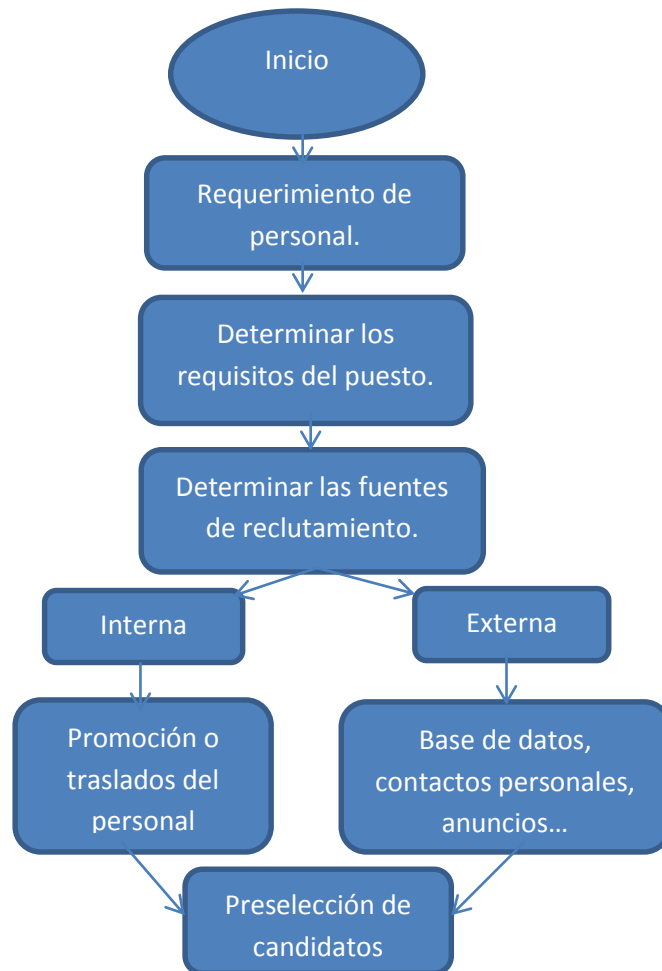 Inicio
Requerimiento de
personal.
Determinar los
requisitos del puesto.
Determinar las fuentes
de reclutamiento.
Interna
Externa
Promoción o
traslados del
personal
Base de datos,
contactos personales,
anuncios...
Preselección de
candidatos